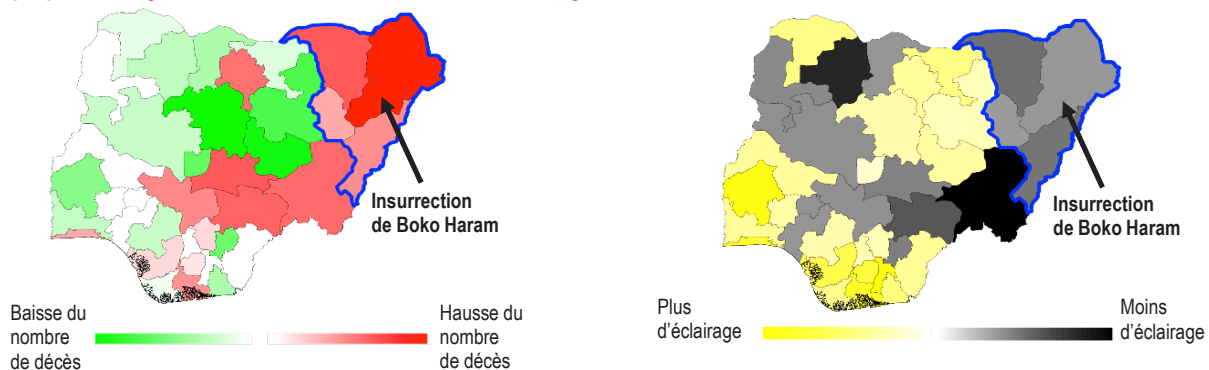 Insurrection
de Boko Haram
Baisse du
nombre
de décès
Hausse du
nombre
de décès
Insurrection
de Boko Haram
Plus
d’éclairage
Moins
d’éclairage